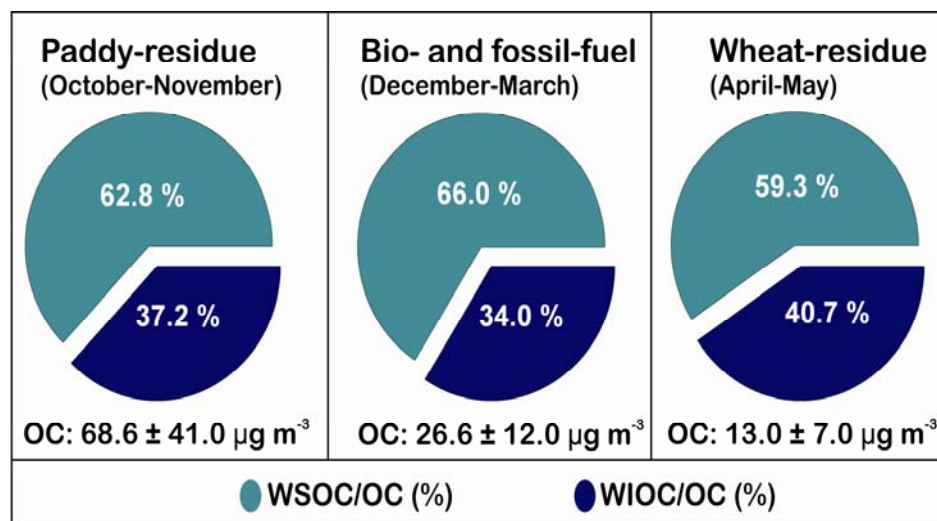 Paddy-residue
(October-November)
62.8 %
37.2 %
OC: 68.6 ± 41.0 µg m⁻³
Bio- and fossil-fuel
(December-March)
66.0 %
34.0 %
OC: 26.6 ± 12.0 µg m⁻³
Wheat-residue
(April-May)
59.3 %
40.7 %
OC: 13.0 ± 7.0 µg m⁻³
WSOC/OC (%)
WIOC/OC (%)